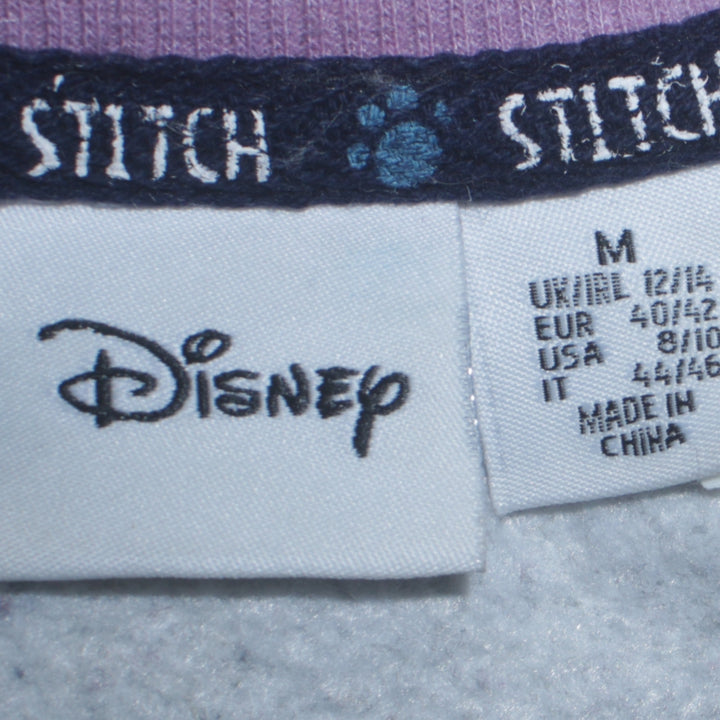 STITCH STITCH
Disney
M
UK/IRL 12/14
EUR 40/42
USA 8/10
IT 44/46
MADE IN
CHINA